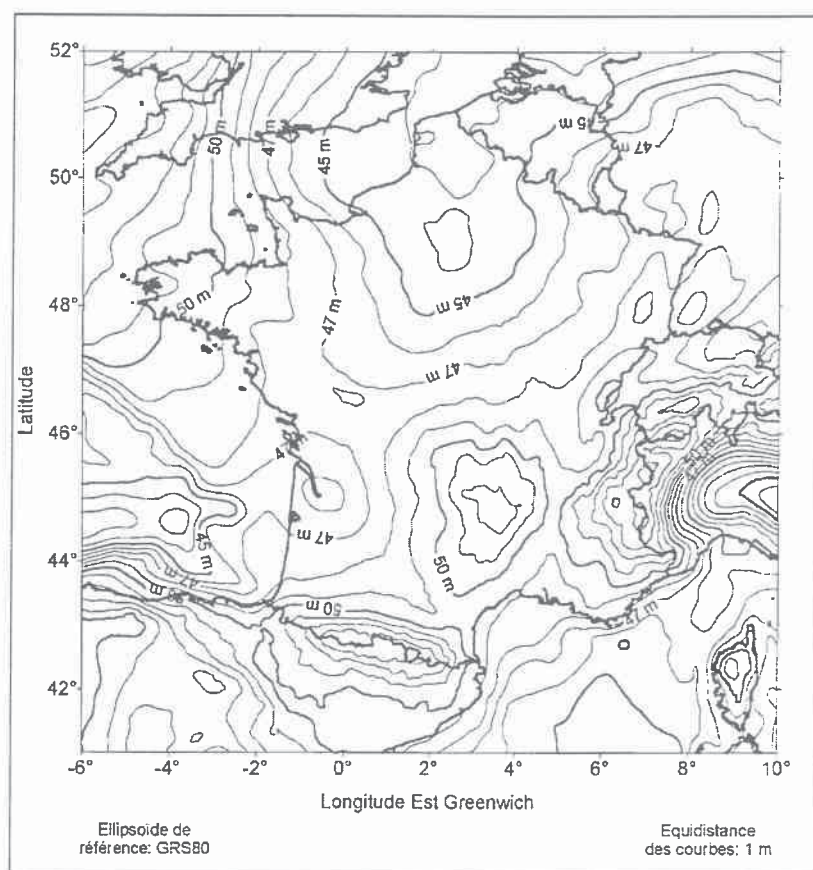 52°
50°
48°
46°
44°
42°
Latitude
50 m
47 m
45 m
45 m
47
50 m
47 m
45 m
47 m
4
47 m
50 m
45 m
47
50 m
-6°
-4°
-2°
0°
2°
4°
6°
8°
10°
Longitude Est Greenwich
Ellipsoïde de
référence: GRS80
Equidistance
des courbes: 1 m